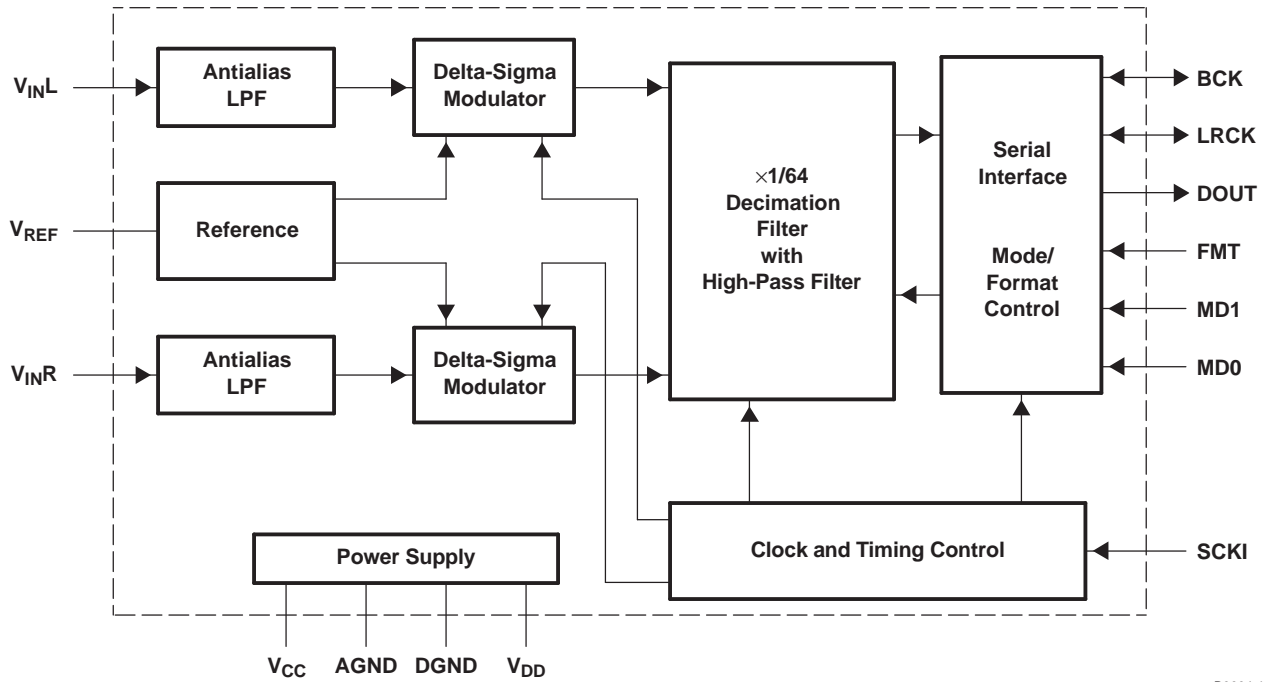 V_IN L
Antialias
LPF
Delta-Sigma
Modulator
V_REF
Reference
V_IN R
Antialias
LPF
Delta-Sigma
Modulator
×1/64
Decimation
Filter
with
High-Pass Filter
Serial
Interface
Mode/
Format
Control
BCK
LRCK
DOUT
FMT
MD1
MD0
Clock and Timing Control
SCKI
Power Supply
V_CC
AGND
DGND
V_DD